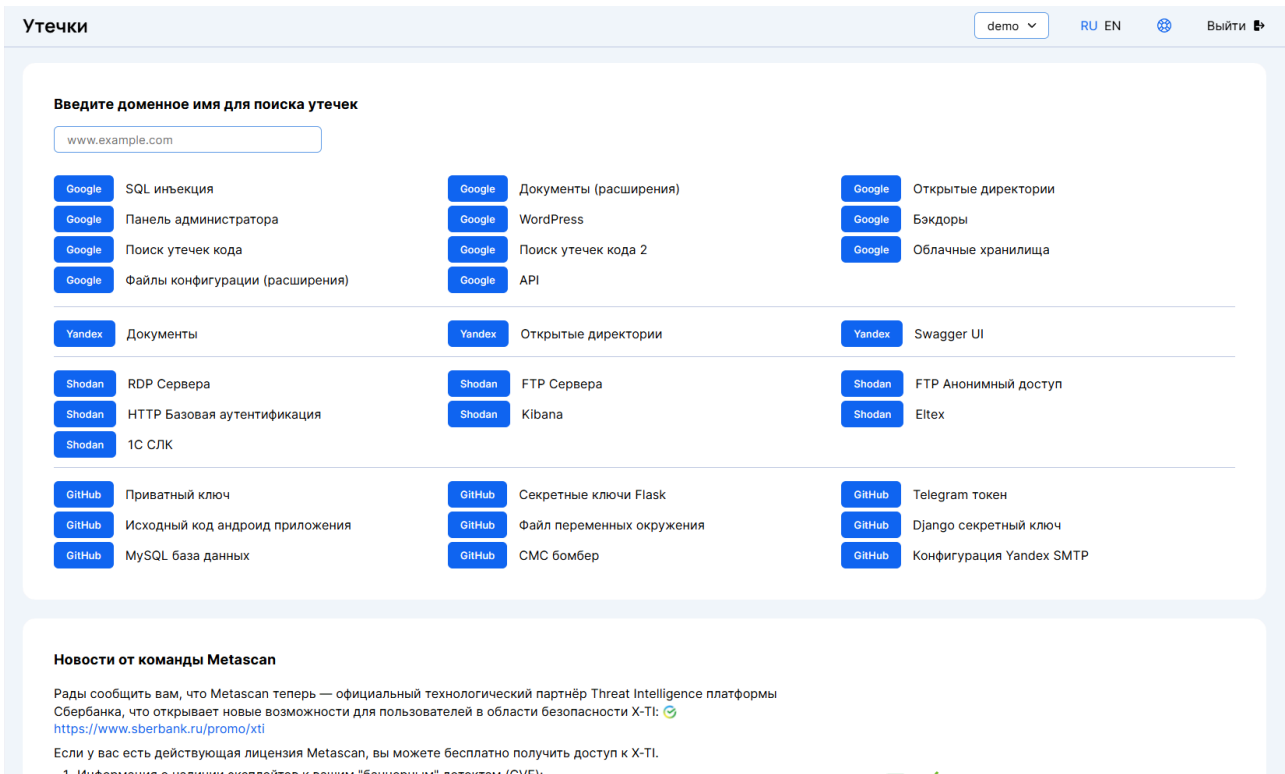 Утечки
demo
RU EN
Выйти
Введите доменное имя для поиска утечек
www.example.com
Google SQL инъекция Google Документы (расширения) Google Открытые директории
Google Панель администратора Google WordPress Google Бэкдоры
Google Поиск утечек кода Google Поиск утечек кода 2 Google Облачные хранилища
Google Файлы конфигурации (расширения) Google API
Yandex Документы Yandex Открытые директории Yandex Swagger UI
Shodan RDP Сервера Shodan FTP Сервера Shodan FTP Анонимный доступ
Shodan HTTP Базовая аутентификация Shodan Kibana Shodan Eltex
Shodan 1С СЛК
GitHub Приватный ключ GitHub Секретные ключи Flask GitHub Telegram токен
GitHub Исходный код андроид приложения GitHub Файл переменных окружения GitHub Django секретный ключ
GitHub MySQL база данных GitHub СМС бомбер GitHub Конфигурация Yandex SMTP
Новости от команды Metascan
Рады сообщить вам, что Metascan теперь — официальный технологический партнёр Threat Intelligence платформы
Сбербанка, что открывает новые возможности для пользователей в области безопасности X-TI:
https://www.sberbank.ru/promo/xti
Если у вас есть действующая лицензия Metascan, вы можете бесплатно получить доступ к X-TI.
1. Информация о наличии эксплойтов к вашим "баннерным" детектам (CVE);